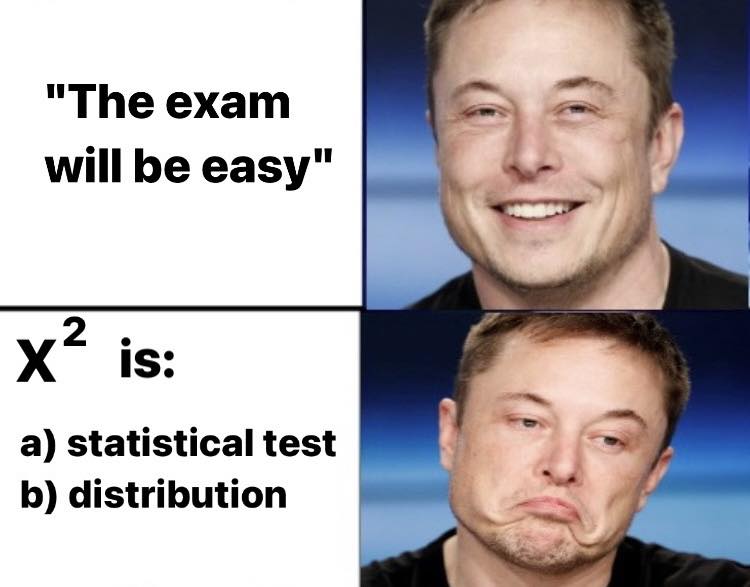 "The exam
will be easy"
x² is:
a) statistical test
b) distribution